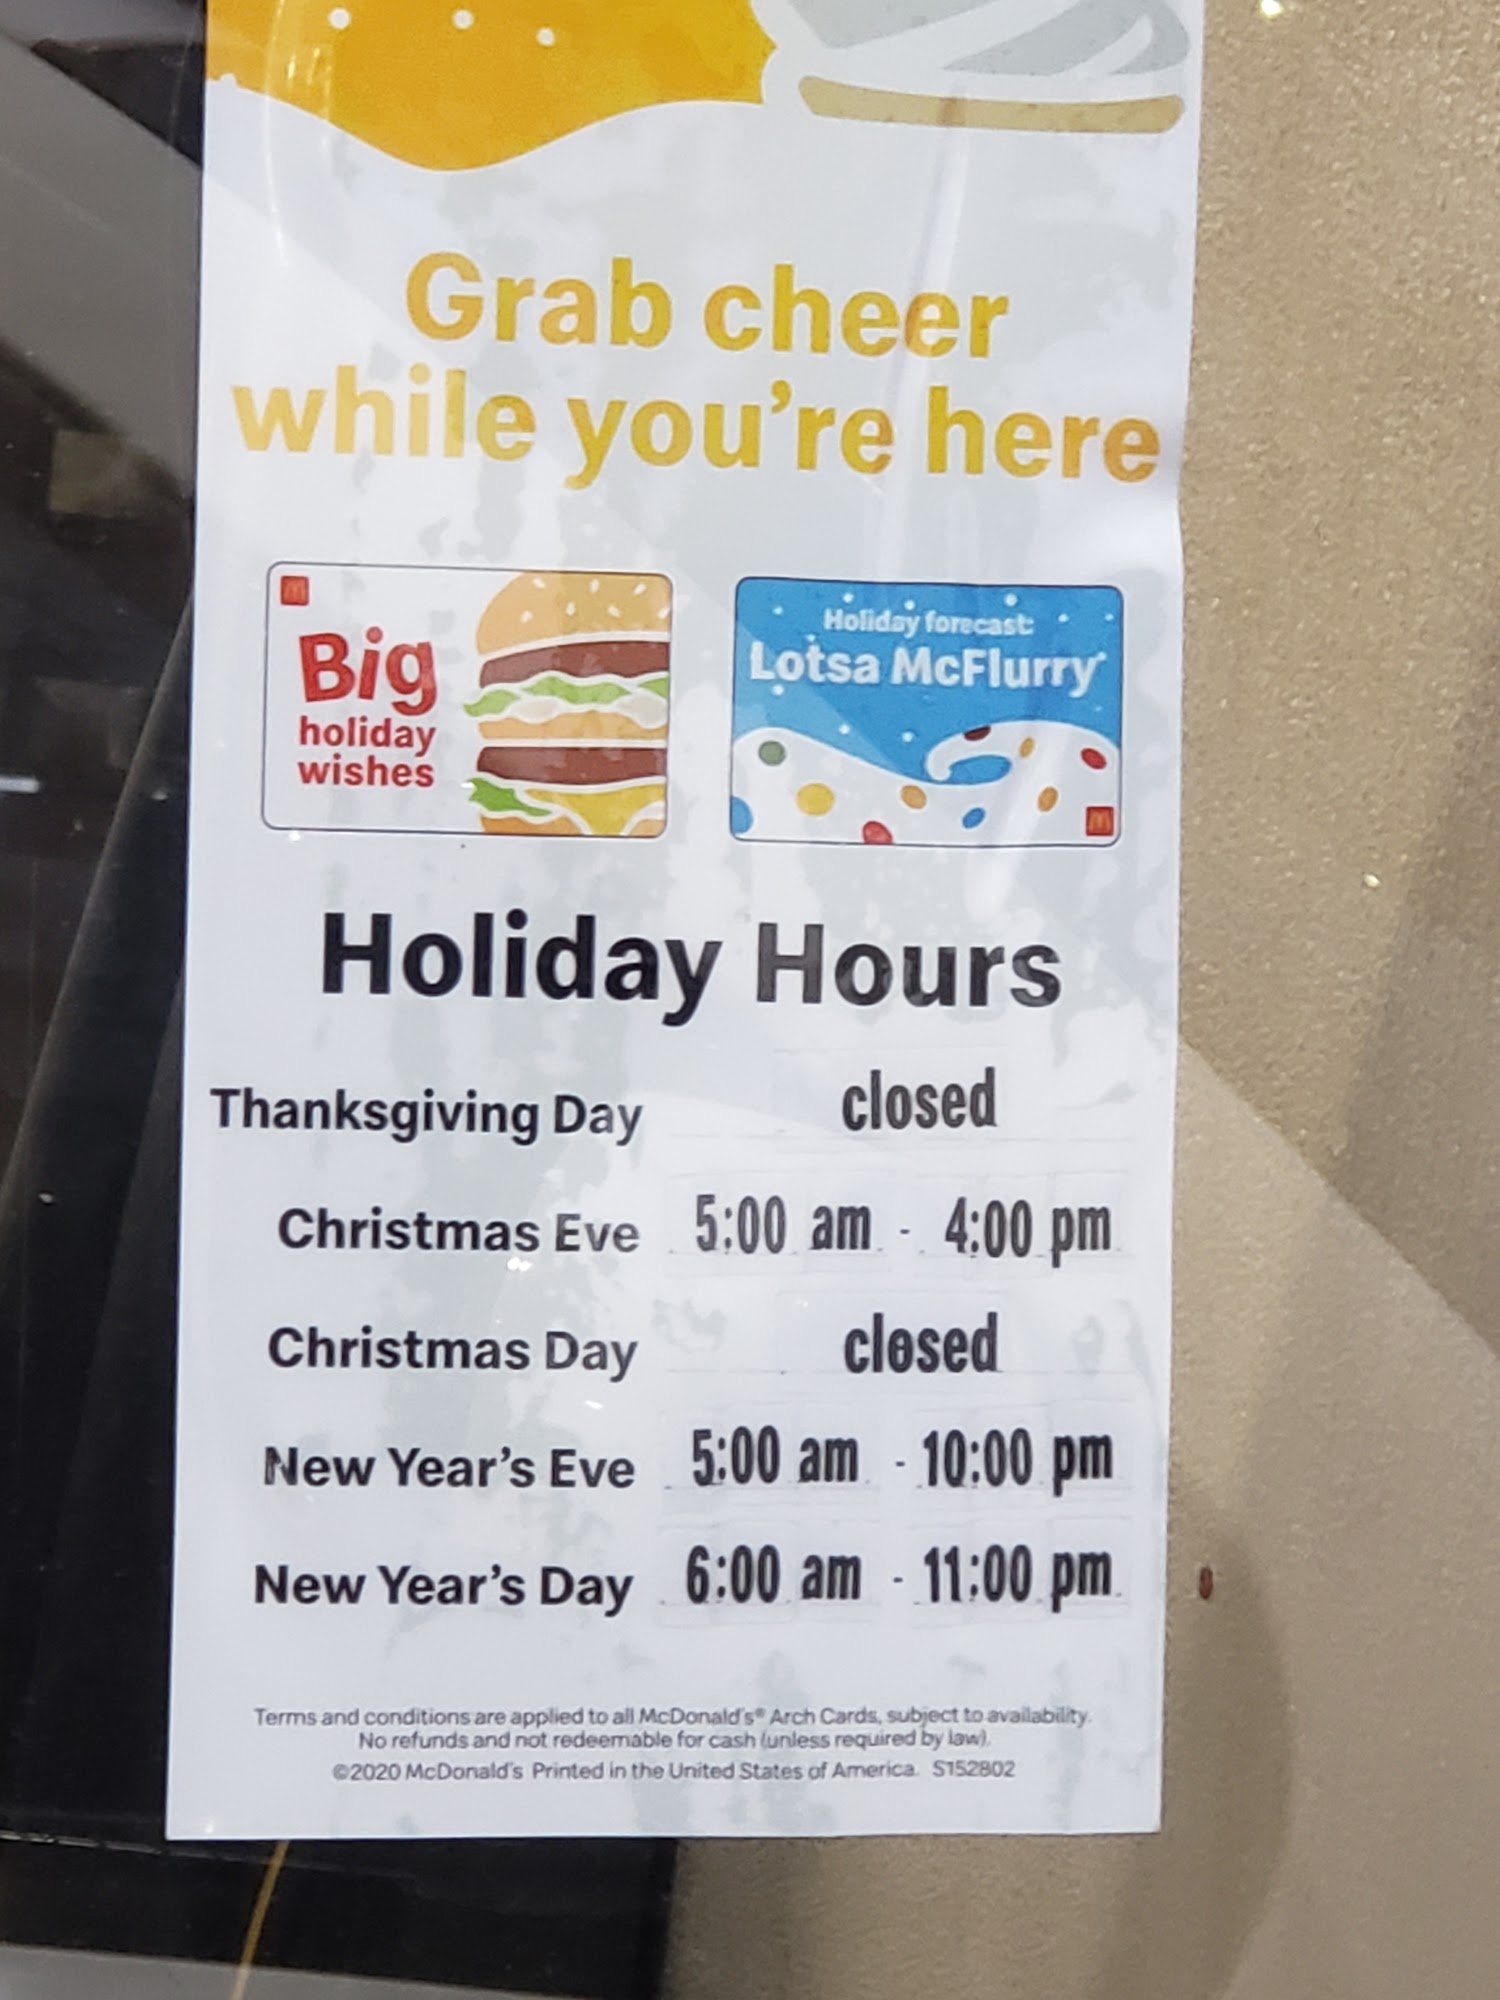 Grab cheer
while you're here
Big
holiday
wishes
Holiday forecast:
Lotsa McFlurry®
Holiday Hours
Thanksgiving Day closed
Christmas Eve 5:00 am - 4:00 pm
Christmas Day closed
New Year's Eve 5:00 am - 10:00 pm
New Year's Day 6:00 am - 11:00 pm
Terms and conditions are applied to all McDonald's® Arch Cards, subject to availability.
No refunds and not redeemable for cash (unless required by law).
©2020 McDonald's Printed in the United States of America. S152802